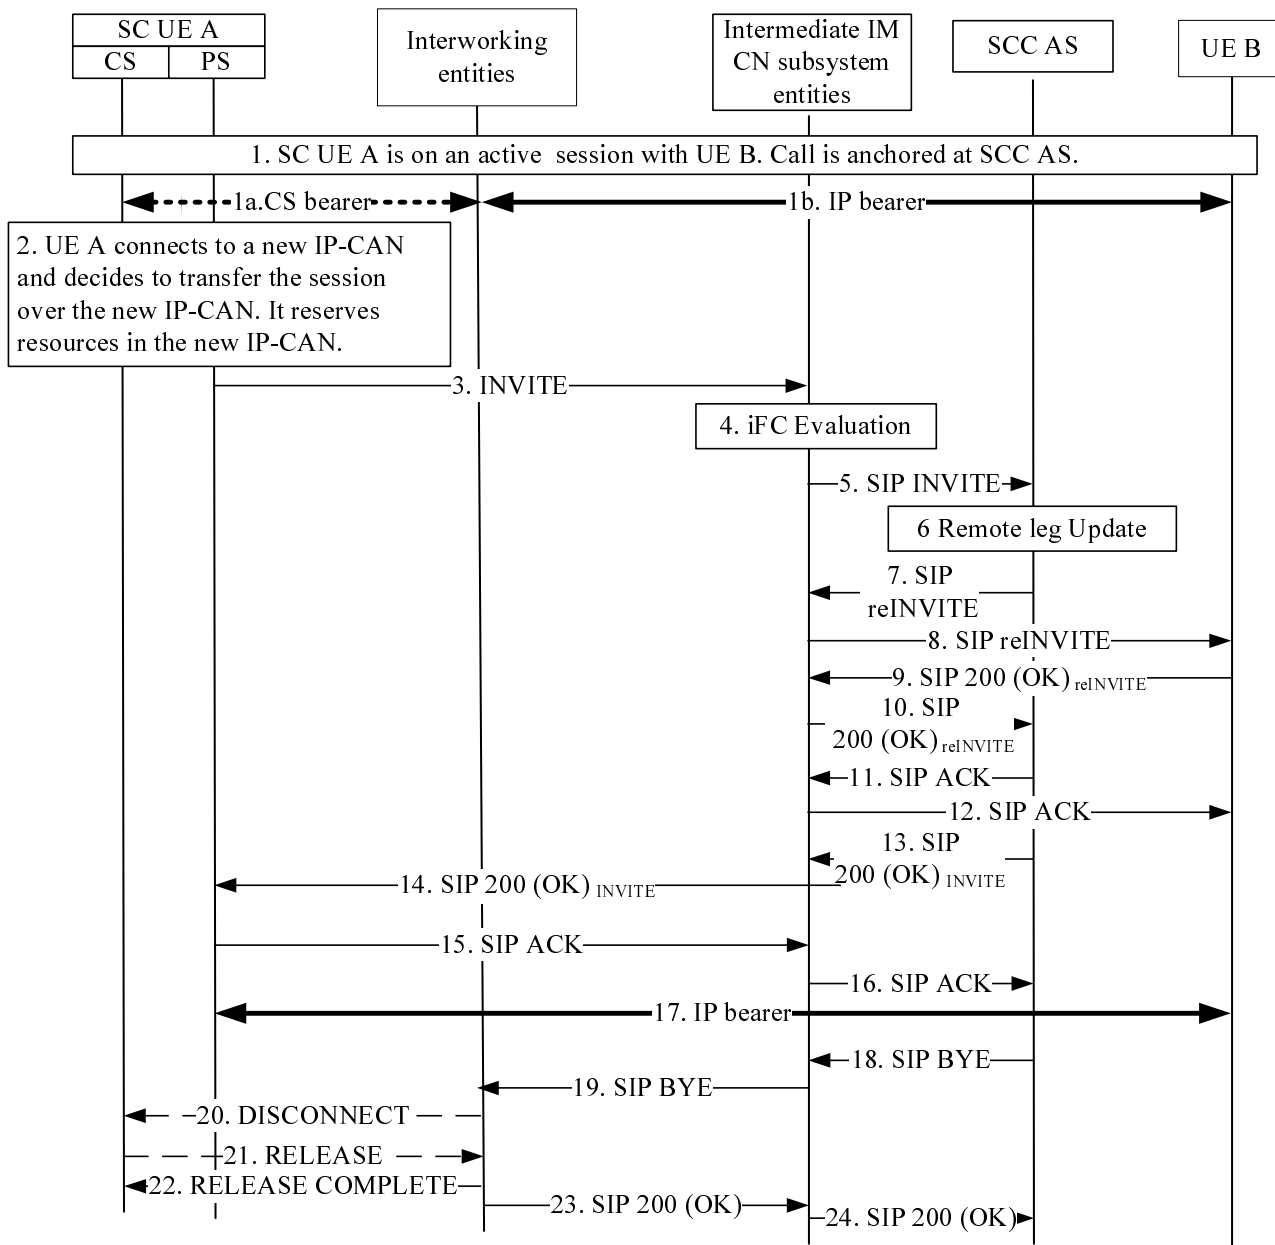 SC UE A
CS PS
Interworking
entities
Intermediate IM
CN subsystem
entities
SCC AS
UE B
1. SC UE A is on an active session with UE B. Call is anchored at SCC AS.
1a.CS bearer
1b. IP bearer
2. UE A connects to a new IP-CAN
and decides to transfer the session
over the new IP-CAN. It reserves
resources in the new IP-CAN.
3. INVITE
4. iFC Evaluation
5. SIP INVITE
6 Remote leg Update
7. SIP
reINVITE
8. SIP reINVITE
9. SIP 200 (OK) reINVITE
10. SIP
200 (OK) reINVITE
11. SIP ACK
12. SIP ACK
13. SIP
200 (OK) INVITE
14. SIP 200 (OK) INVITE
15. SIP ACK
16. SIP ACK
17. IP bearer
18. SIP BYE
19. SIP BYE
20. DISCONNECT
21. RELEASE
22. RELEASE COMPLETE
23. SIP 200 (OK)
24. SIP 200 (OK)